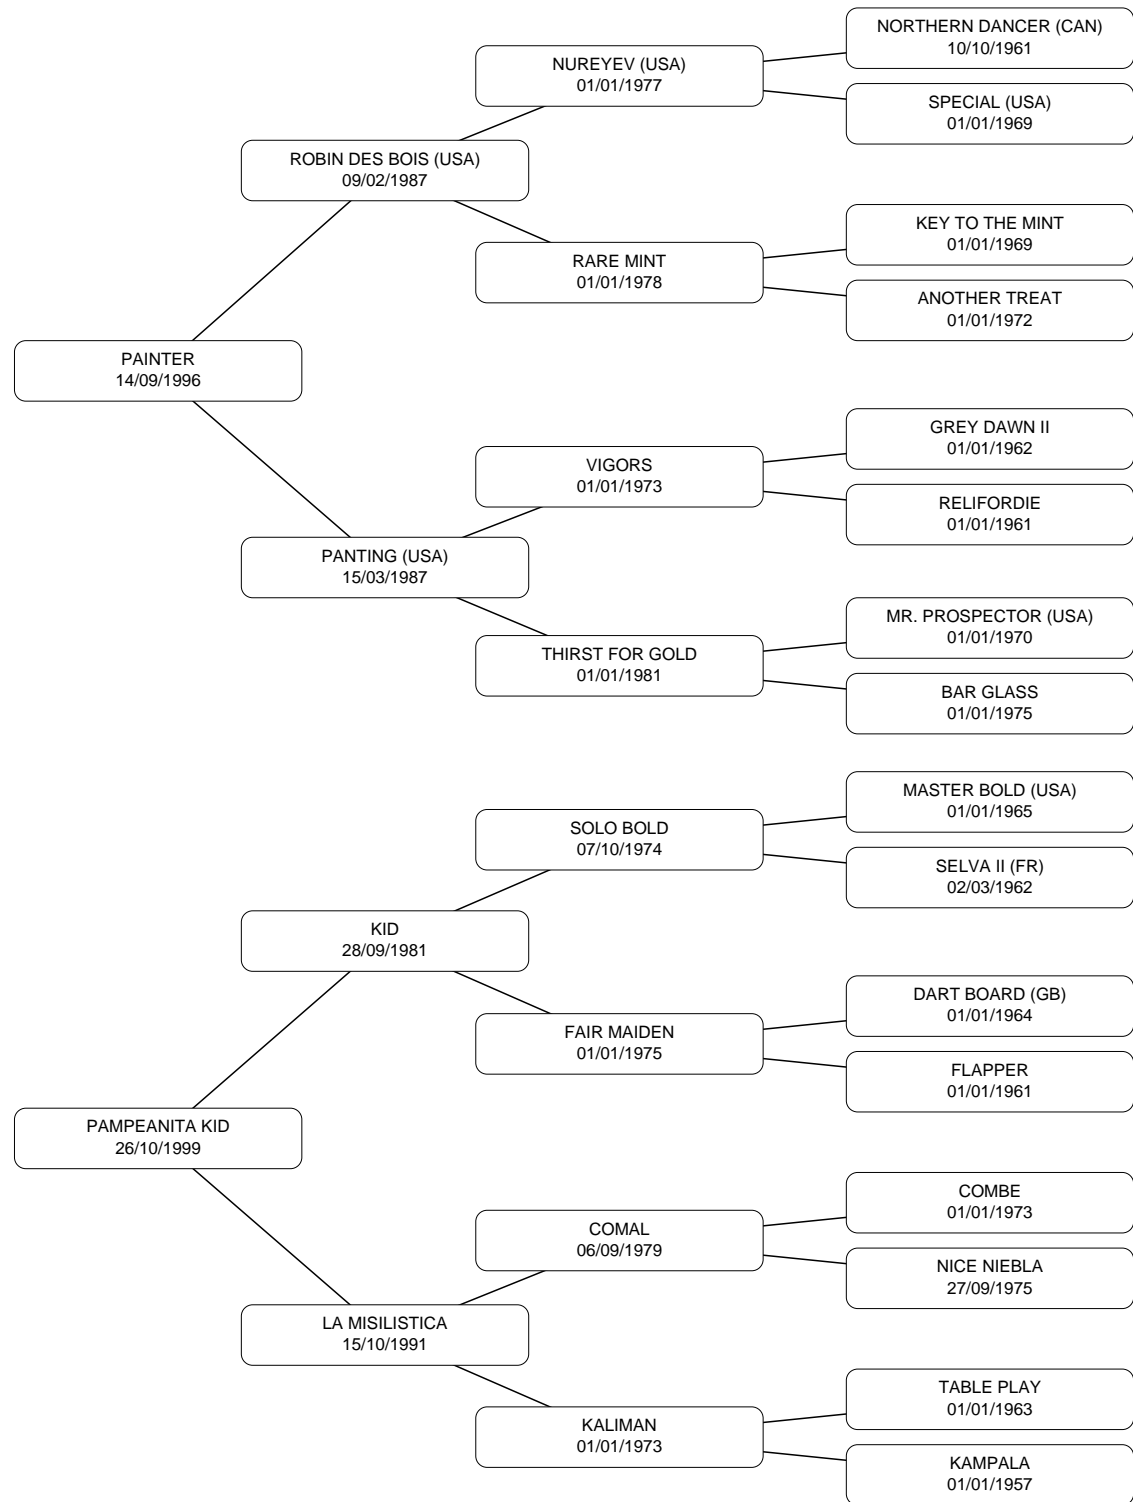 NORTHERN DANCER (CAN)
10/10/1961
NUREYEV (USA)
01/01/1977
SPECIAL (USA)
01/01/1969
ROBIN DES BOIS (USA)
09/02/1987
KEY TO THE MINT
01/01/1969
RARE MINT
01/01/1978
ANOTHER TREAT
01/01/1972
PAINTER
14/09/1996
GREY DAWN II
01/01/1962
VIGORS
01/01/1973
RELIFORDIE
01/01/1961
PANTING (USA)
15/03/1987
MR. PROSPECTOR (USA)
01/01/1970
THIRST FOR GOLD
01/01/1981
BAR GLASS
01/01/1975
MASTER BOLD (USA)
01/01/1965
SOLO BOLD
07/10/1974
SELVA II (FR)
02/03/1962
KID
28/09/1981
DART BOARD (GB)
01/01/1964
FAIR MAIDEN
01/01/1975
FLAPPER
01/01/1961
PAMPEANITA KID
26/10/1999
COMBE
01/01/1973
COMAL
06/09/1979
NICE NIEBLA
27/09/1975
LA MISILISTICA
15/10/1991
TABLE PLAY
01/01/1963
KALIMAN
01/01/1973
KAMPALA
01/01/1957